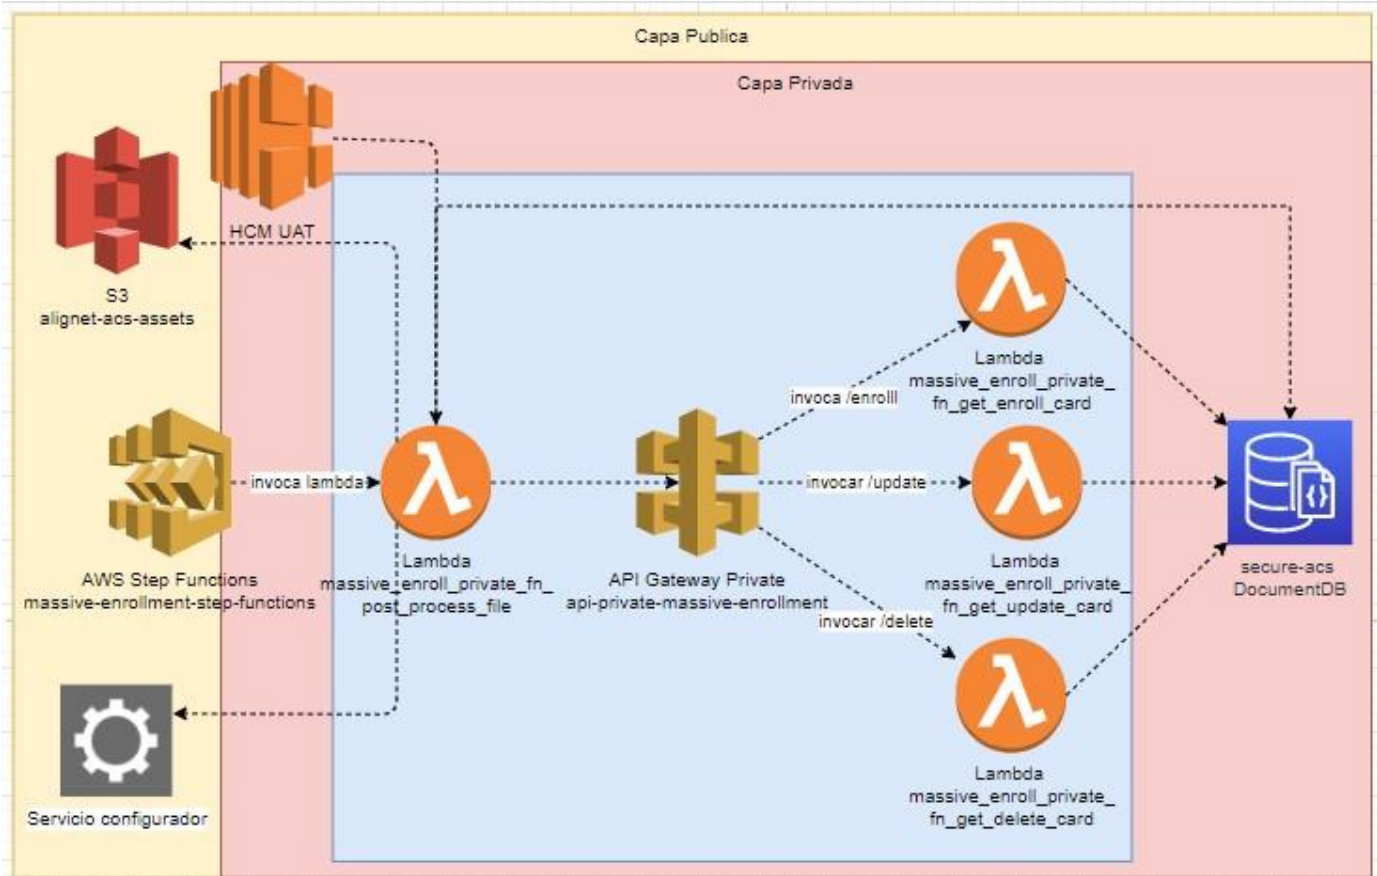 Capa Publica
Capa Privada
HCM UAT
S3
alignet-acs-assets
AWS Step Functions
massive-enrollment-step-functions
invoca lambda
Lambda
massive_enroll_private_fn_
post_process_file
API Gateway Private
api-private-massive-enrollment
invoca /enrolll
Lambda
massive_enroll_private_
fn_get_enroll_card
invocar /update
Lambda
massive_enroll_private_
fn_get_update_card
invocar /delete
Lambda
massive_enroll_private_
fn_get_delete_card
secure-acs
DocumentDB
Servicio configurador